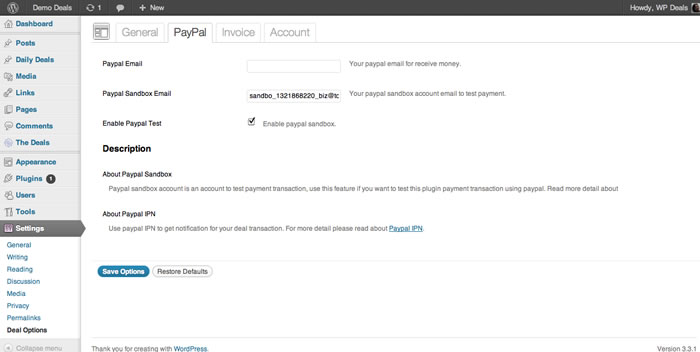 Demo Deals 1 + New Howdy, WP Deals
Dashboard
Posts
Daily Deals
Media
Links
Pages
Comments
The Deals
Appearance
Plugins 1
Users
Tools
Settings
General
Writing
Reading
Discussion
Media
Privacy
Permalinks
Deal Options
Collapse menu
General PayPal Invoice Account
Paypal Email Your paypal email for receive money.
Paypal Sandbox Email sandbo_1321868220_biz@tc Your paypal sandbox account email to test payment.
Enable Paypal Test Enable paypal sandbox.
Description
About Paypal Sandbox
Paypal sandbox account is an account to test payment transaction, use this feature if you want to test this plugin payment transaction using paypal. Read more detail about
About Paypal IPN
Use paypal IPN to get notification for your deal transaction. For more detail please read about Paypal IPN.
Save Options Restore Defaults
Thank you for creating with WordPress. Version 3.3.1